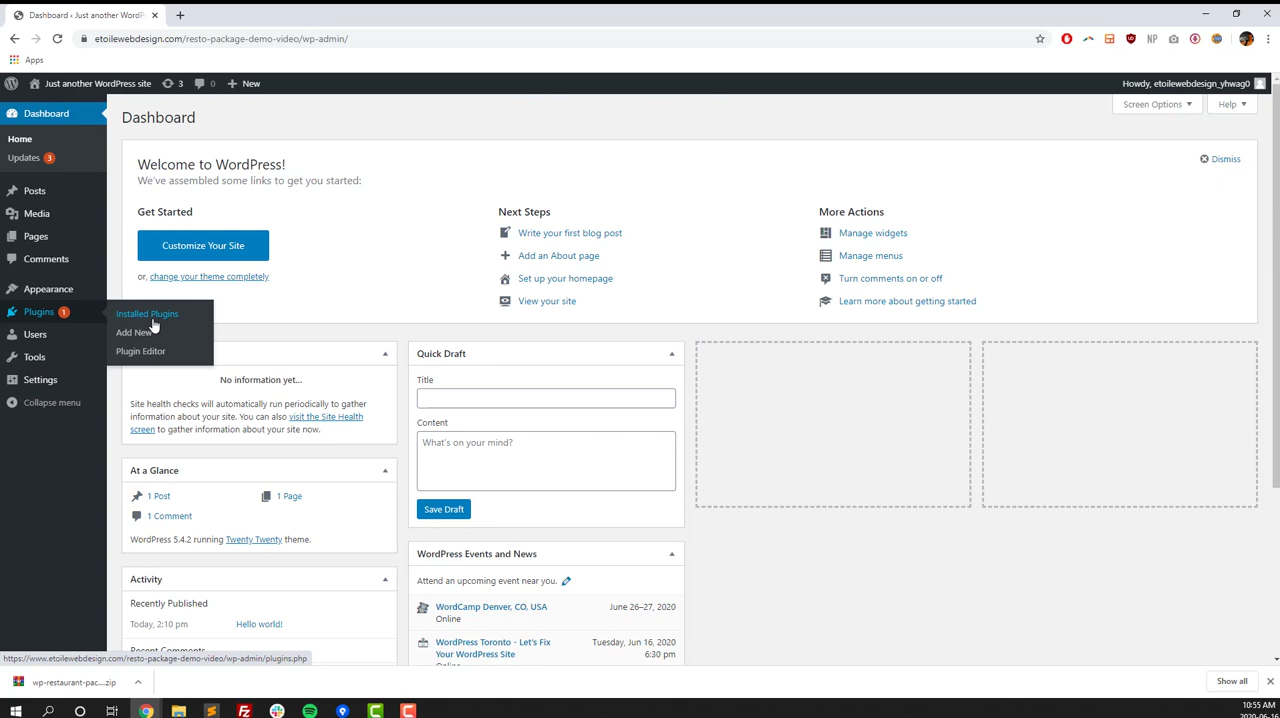 Dashboard ‹ Just another WordPr
etoilewebdesign.com/resto-package-demo-video/wp-admin/
NP
Apps
Just another WordPress site
3
0
New
Howdy, etoilewebdesign_yhwag0
Dashboard
Home
Updates 3
Posts
Media
Pages
Comments
Appearance
Plugins 1
Users
Tools
Settings
Collapse menu
Installed Plugins
Add New
Plugin Editor
Dashboard
Screen Options
Help
Welcome to WordPress!
We've assembled some links to get you started:
Dismiss
Get Started
Customize Your Site
or, change your theme completely
Next Steps
Write your first blog post
Add an About page
Set up your homepage
View your site
More Actions
Manage widgets
Manage menus
Turn comments on or off
Learn more about getting started
No information yet...
Site health checks will automatically run periodically to gather
information about your site. You can also visit the Site Health
screen to gather information about your site now.
At a Glance
1 Post
1 Page
1 Comment
WordPress 5.4.2 running Twenty Twenty theme.
Activity
Recently Published
Today, 2:10 pm
Hello world!
Recent Comments
Quick Draft
Title
Content
What's on your mind?
Save Draft
WordPress Events and News
Attend an upcoming event near you.
WordCamp Denver, CO, USA
June 26–27, 2020
Online
WordPress Toronto - Let's Fix
Your WordPress Site
Tuesday, Jun 16, 2020
6:30 pm
Online
https://www.etoilewebdesign.com/resto-package-demo-video/wp-admin/plugins.php
wp-restaurant-pac....zip
Show all
10:55 AM
2020-06-16